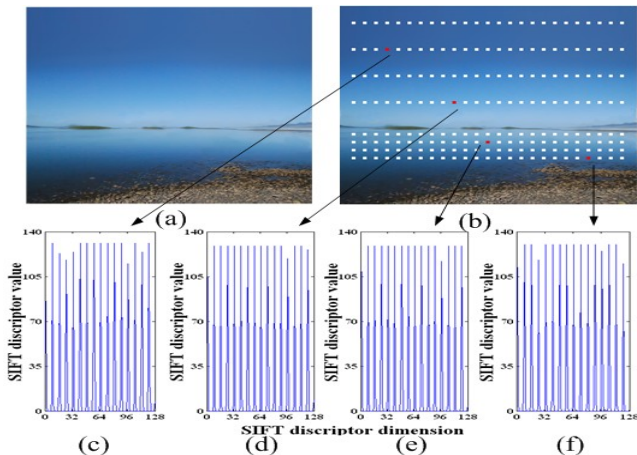 (a)
(b)
SIFT discriptor value
140
105
70
35
0
0 32 64 96 128
SIFT discriptor value
140
105
70
35
0
0 32 64 96 128
SIFT discriptor value
140
105
70
35
0
0 32 64 96 128
SIFT discriptor value
140
105
70
35
0
0 32 64 96 128
SIFT discriptor dimension
(c)
(d)
(e)
(f)